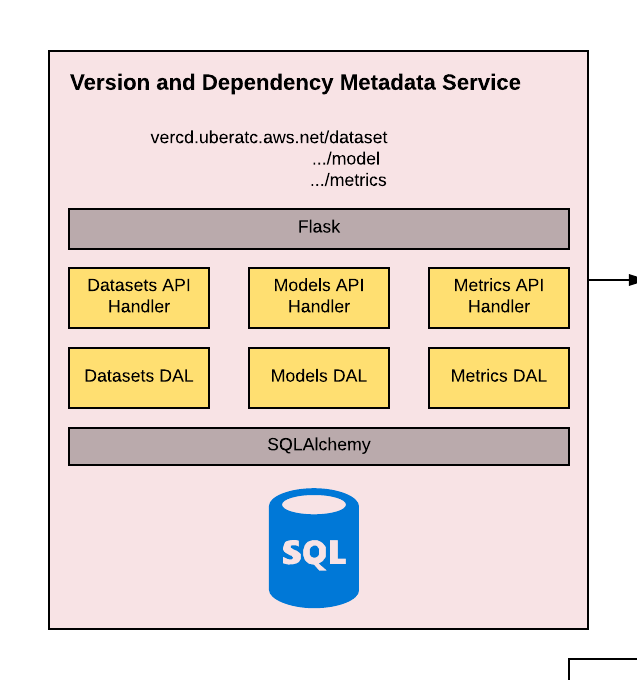 Version and Dependency Metadata Service
vercd.uberatc.aws.net/dataset
.../model
.../metrics
Flask
Datasets API
Handler
Models API
Handler
Metrics API
Handler
Datasets DAL
Models DAL
Metrics DAL
SQLAlchemy
SQL